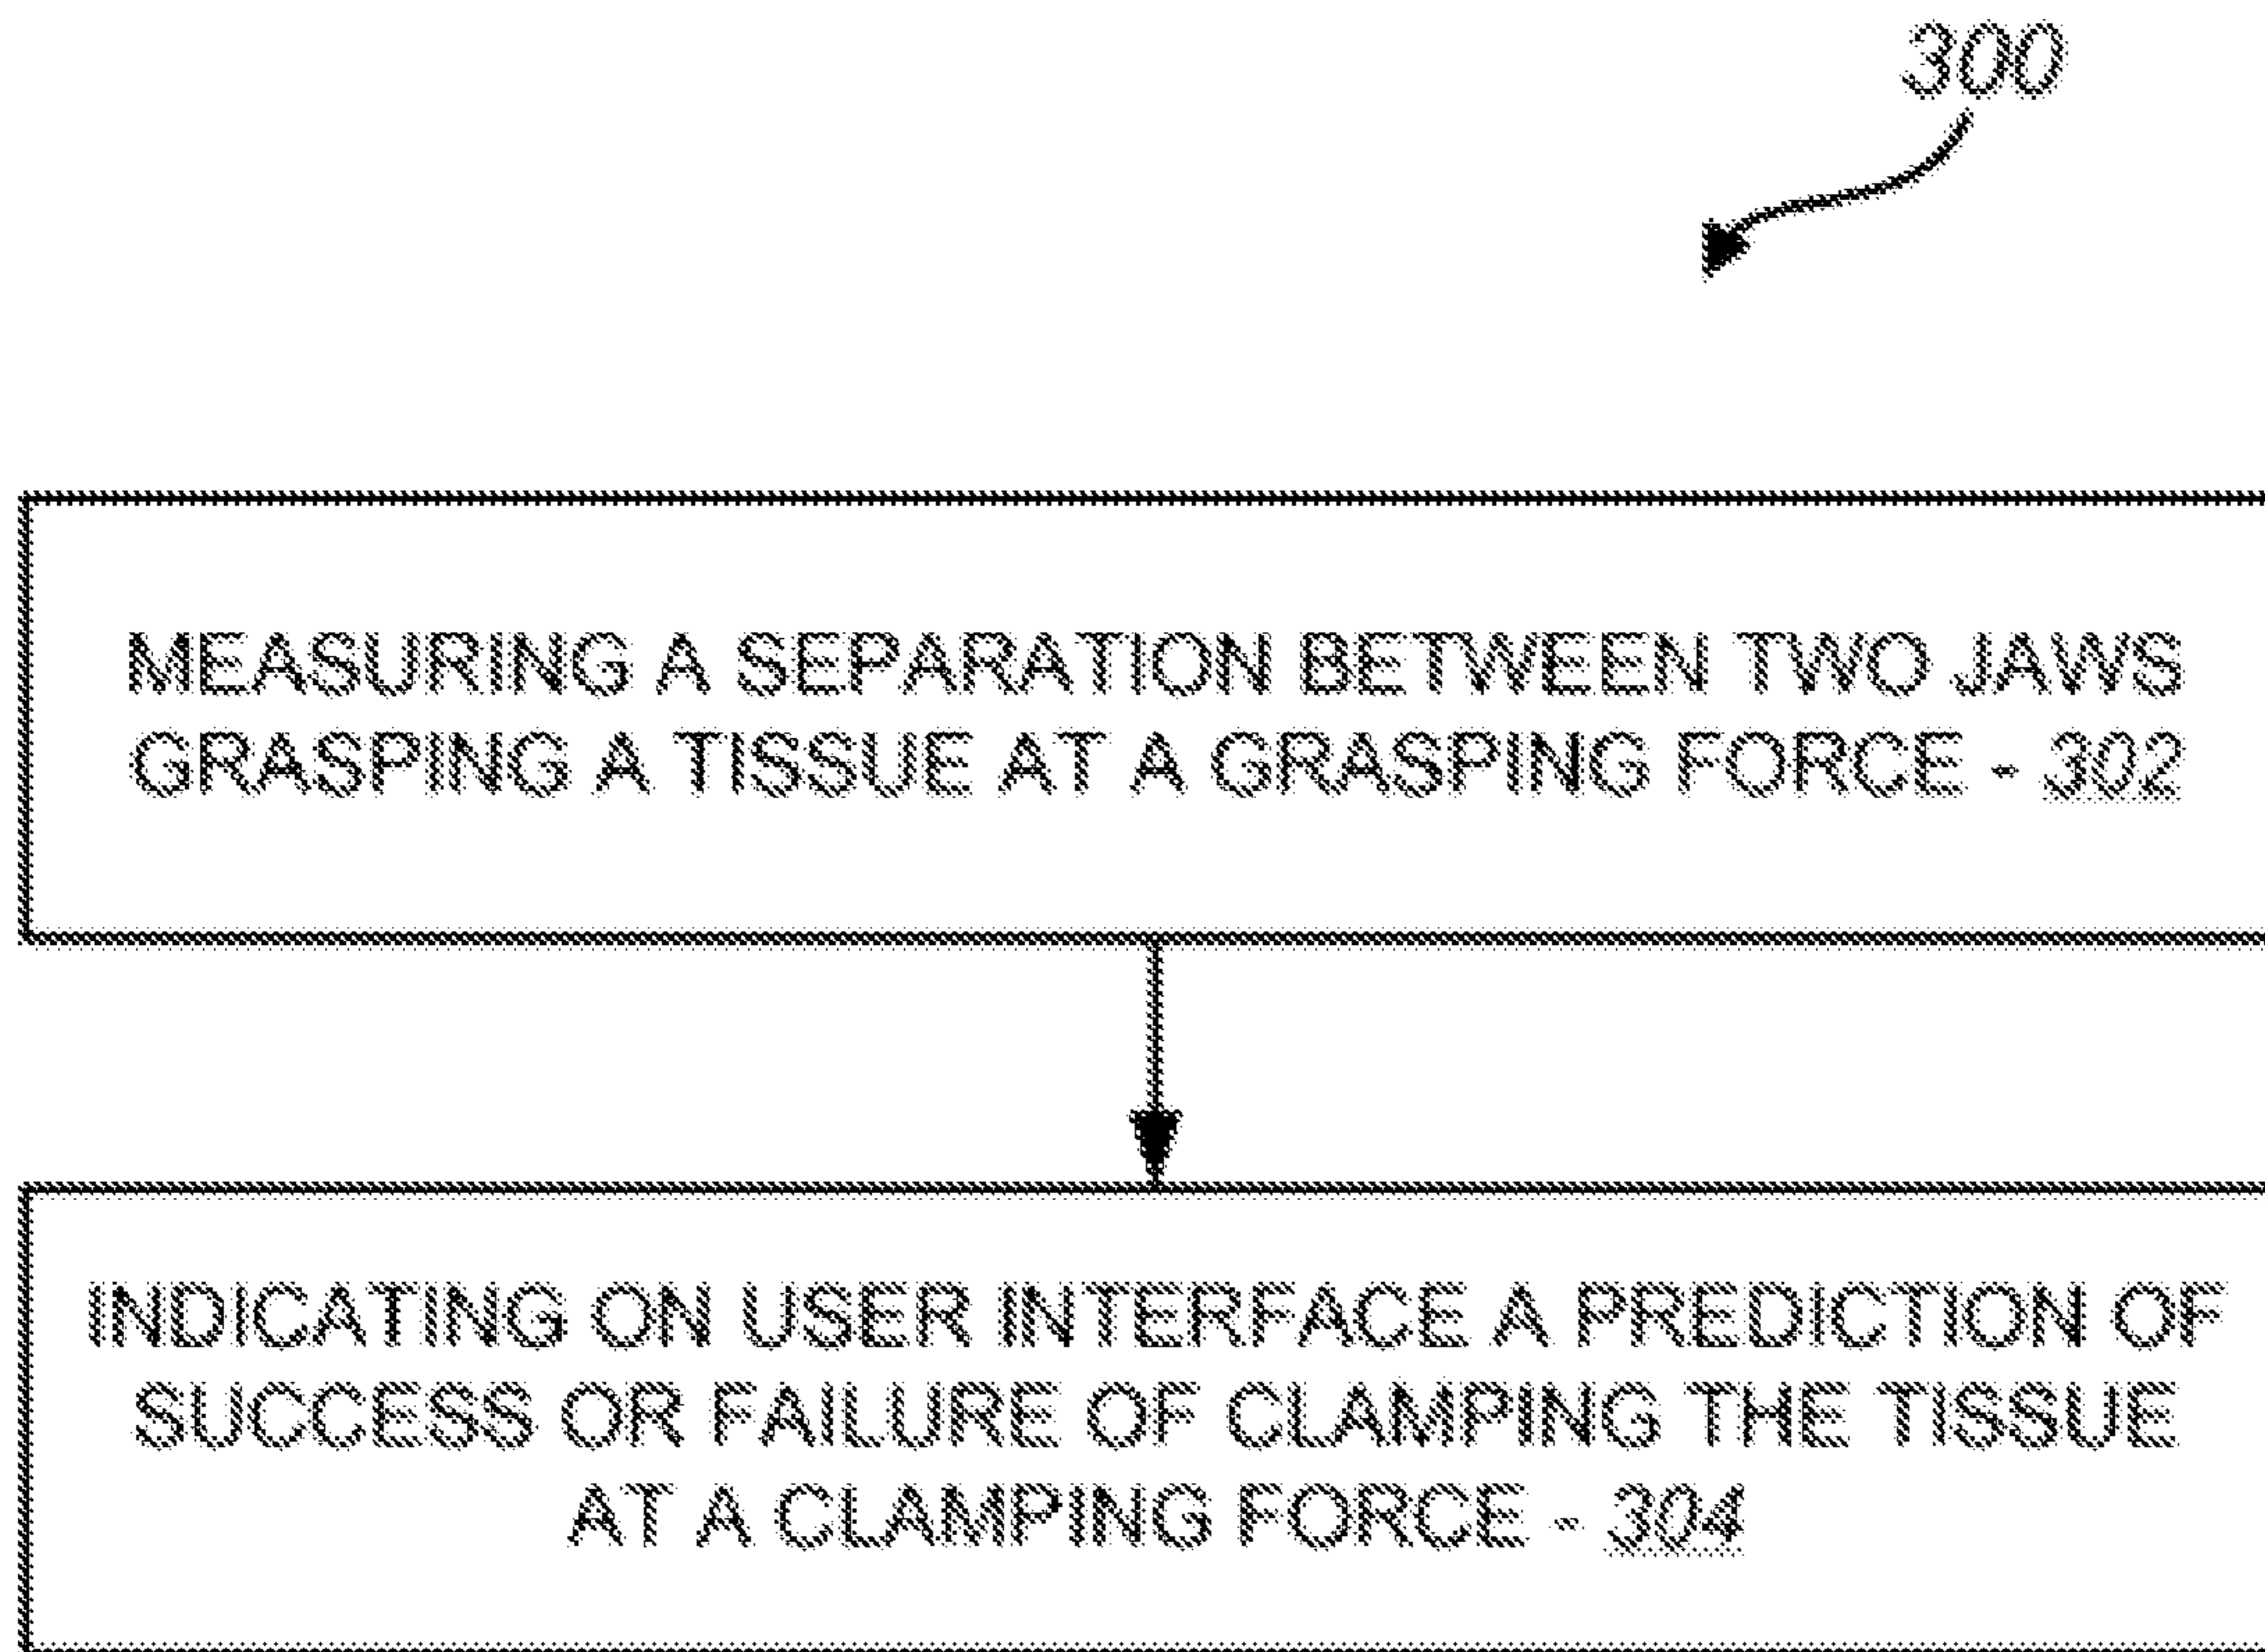 300
MEASURING A SEPARATION BETWEEN TWO JAWS
GRASPING A TISSUE AT A GRASPING FORCE - 302
INDICATING ON USER INTERFACE A PREDICTION OF
SUCCESS OR FAILURE OF CLAMPING THE TISSUE
AT A CLAMPING FORCE - 304